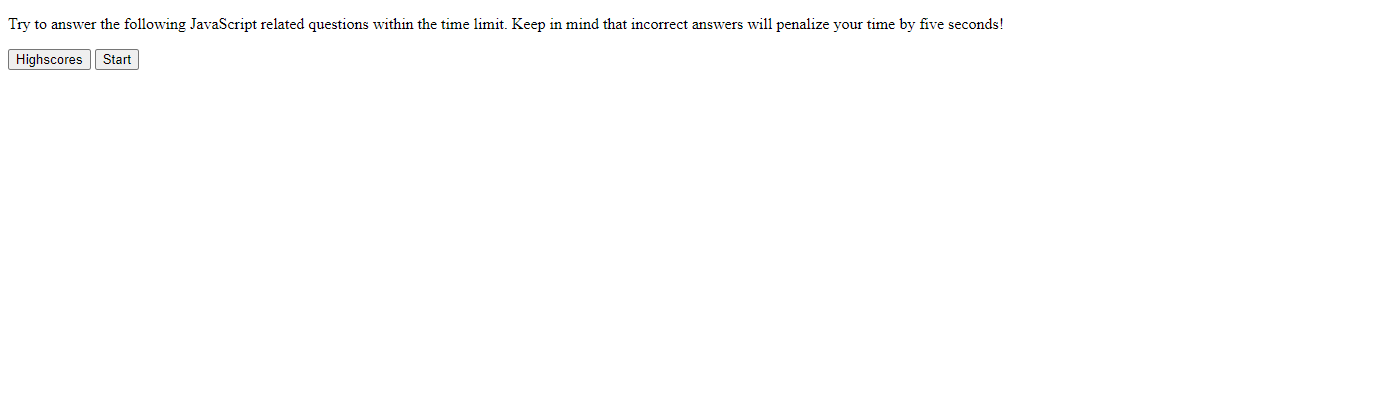 Try to answer the following JavaScript related questions within the time limit. Keep in mind that incorrect answers will penalize your time by five seconds!
Highscores Start